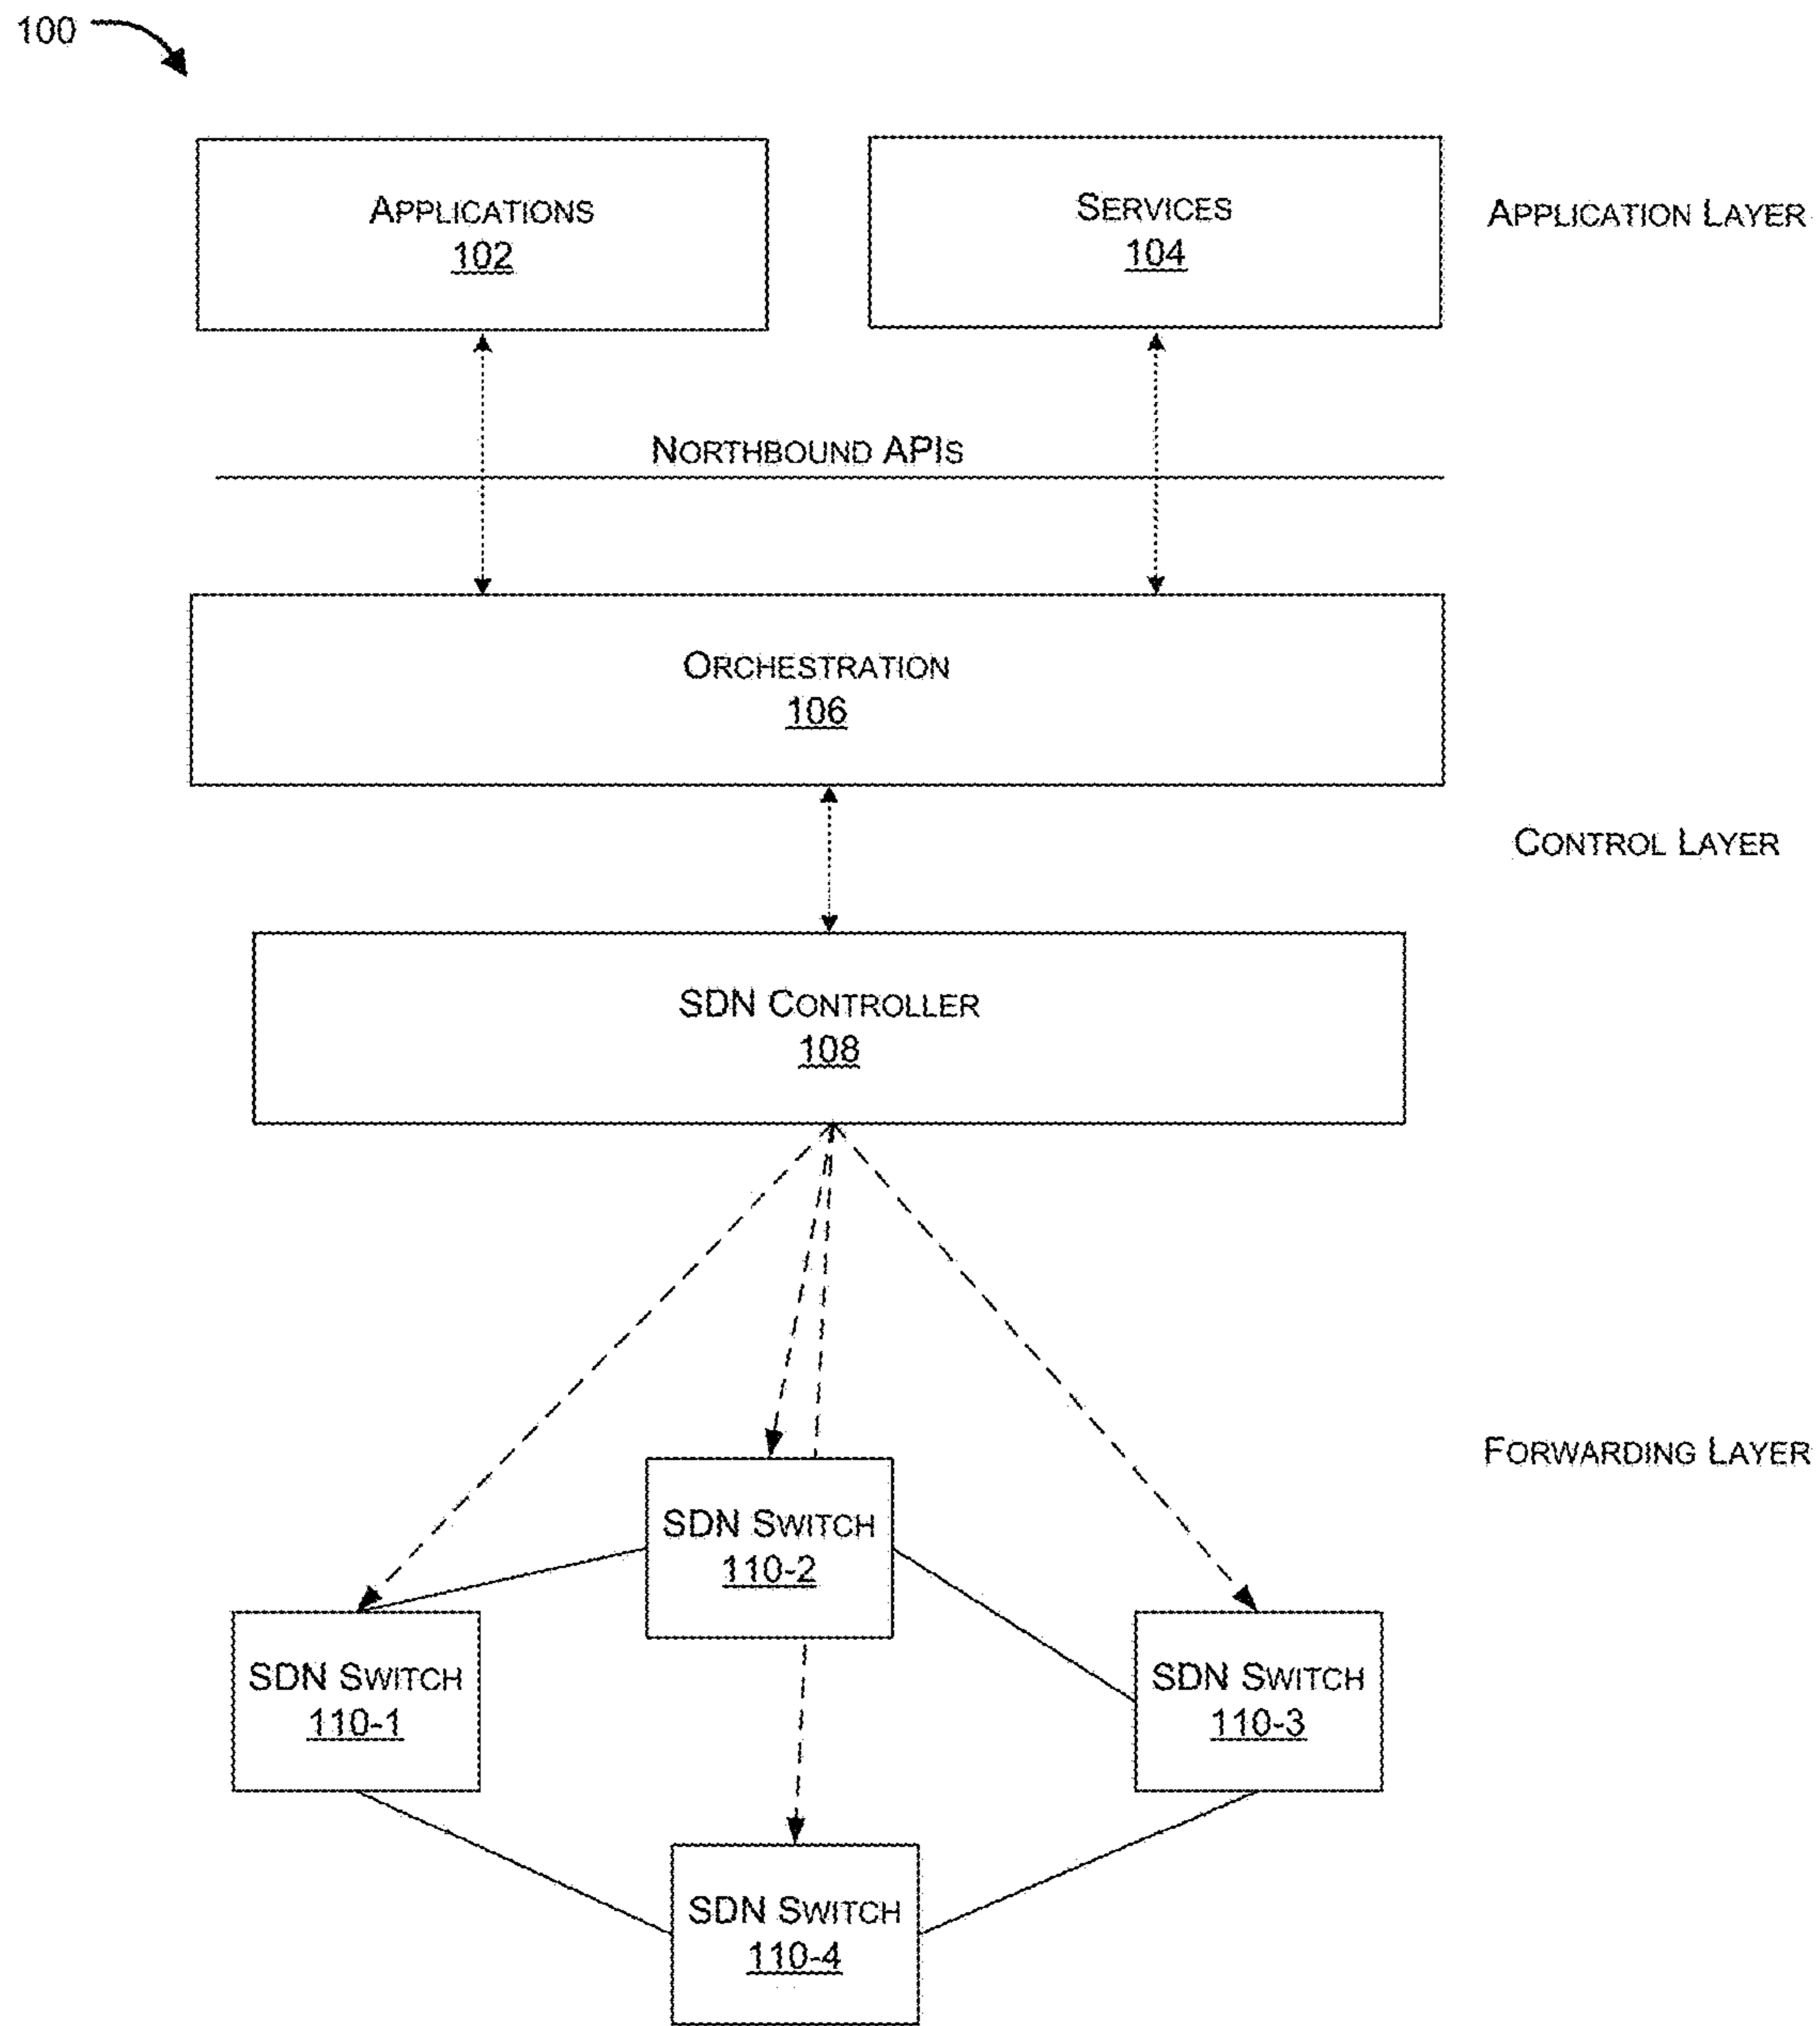 100
APPLICATIONS
102
SERVICES
104
APPLICATION LAYER
NORTHBOUND APIS
ORCHESTRATION
106
CONTROL LAYER
SDN CONTROLLER
108
FORWARDING LAYER
SDN SWITCH
110-2
SDN SWITCH
110-1
SDN SWITCH
110-3
SDN SWITCH
110-4